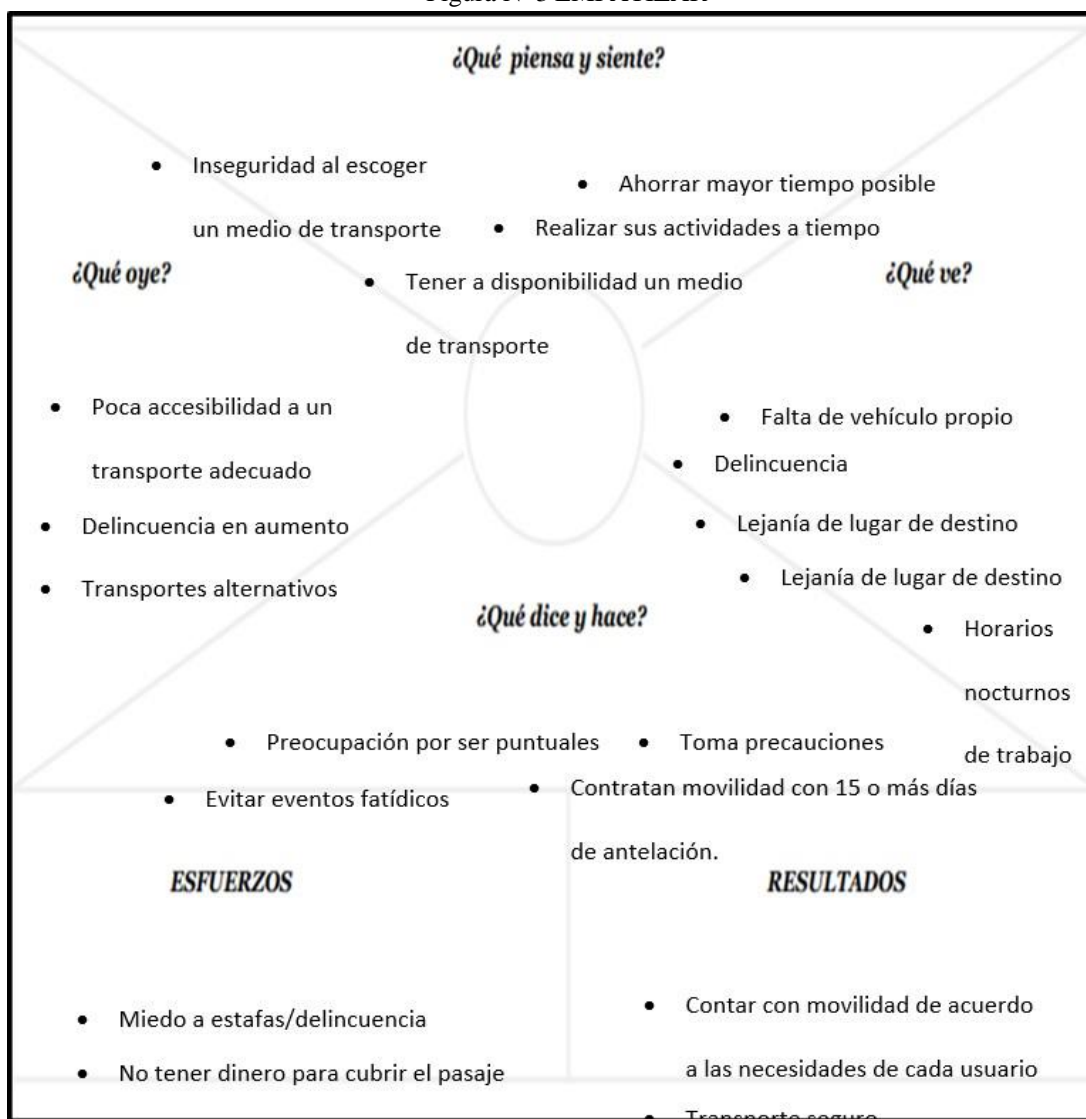 ¿Qué piensa y siente?
• Inseguridad al escoger
un medio de transporte
• Ahorrar mayor tiempo posible
• Realizar sus actividades a tiempo
• Tener a disponibilidad un medio
de transporte
¿Qué oye?
• Poca accesibilidad a un
transporte adecuado
• Delincuencia en aumento
• Transportes alternativos
¿Qué ve?
• Falta de vehículo propio
• Delincuencia
• Lejanía de lugar de destino
• Lejanía de lugar de destino
• Horarios
nocturnos
de trabajo
¿Qué dice y hace?
• Preocupación por ser puntuales
• Toma precauciones
• Evitar eventos fatídicos
• Contratan movilidad con 15 o más días
de antelación.
ESFUERZOS
• Miedo a estafas/delincuencia
• No tener dinero para cubrir el pasaje
RESULTADOS
• Contar con movilidad de acuerdo
a las necesidades de cada usuario
• Transporte seguro